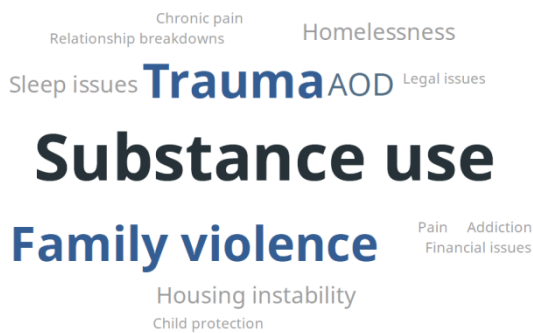 Chronic pain
Relationship breakdowns
Homelessness
Sleep issues
Trauma
AOD
Legal issues
Substance use
Family violence
Pain
Addiction
Financial issues
Housing instability
Child protection